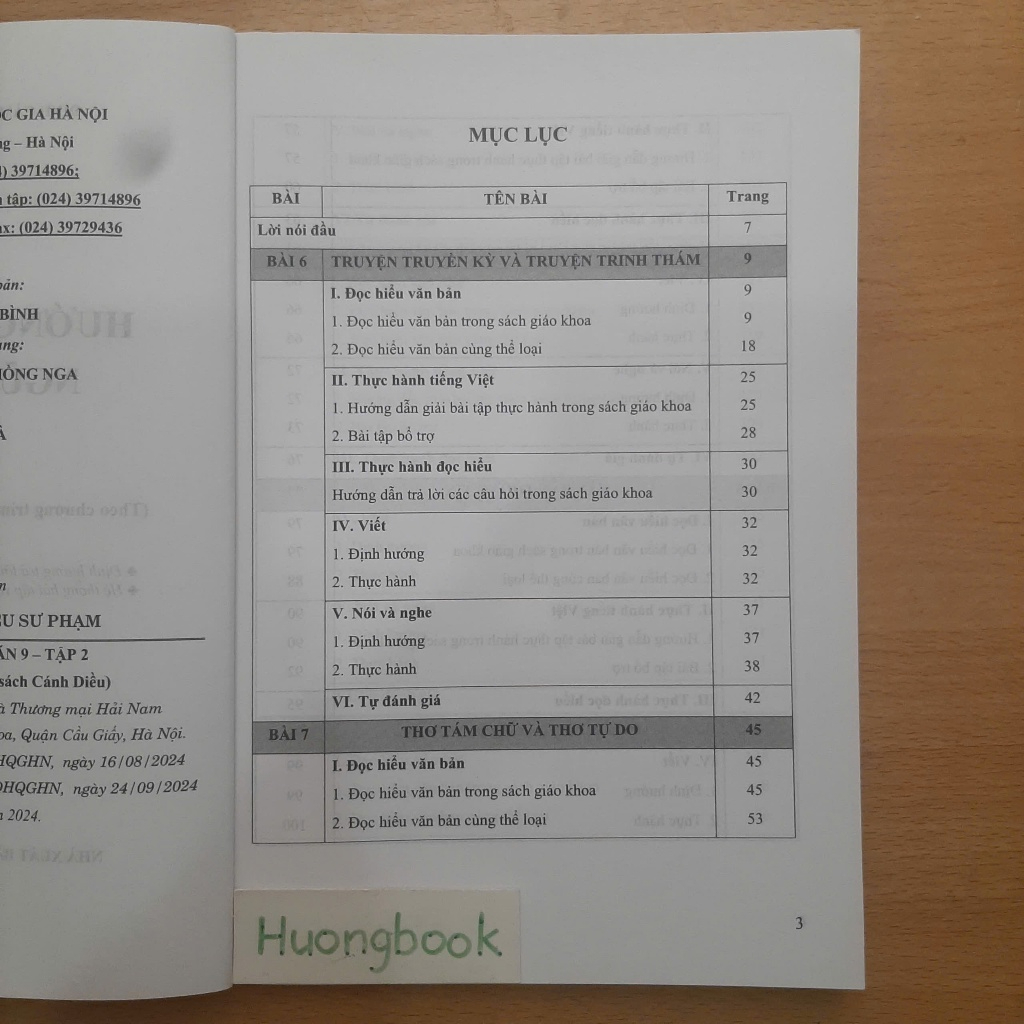 ỌC GIA HÀ NỘI
– Hà Nội
39714896;
tập: (024) 39714896
(024) 39729436
BÌNH
HỒNG NGA
SƯ PHẠM
9 – TẬP 2
sách Cánh Diều)
Thương mại Hải Nam
Quận Cầu Giấy, Hà Nội.
ĐHQGHN, ngày 16/08/2024
ĐHQGHN, ngày 24/09/2024
2024.
MỤC LỤC
BÀI TÊN BÀI Trang
Lời nói đầu 7
BÀI 6 TRUYỆN TRUYỀN KỲ VÀ TRUYỆN TRINH THÁM 9
I. Đọc hiểu văn bản 9
1. Đọc hiểu văn bản trong sách giáo khoa 9
2. Đọc hiểu văn bản cùng thể loại 18
II. Thực hành tiếng Việt 25
1. Hướng dẫn giải bài tập thực hành trong sách giáo khoa 25
2. Bài tập bổ trợ 28
III. Thực hành đọc hiểu 30
Hướng dẫn trả lời các câu hỏi trong sách giáo khoa 30
IV. Viết 32
1. Định hướng 32
2. Thực hành 32
V. Nói và nghe 37
1. Định hướng 37
2. Thực hành 38
VI. Tự đánh giá 42
BÀI 7 THƠ TÁM CHỮ VÀ THƠ TỰ DO 45
I. Đọc hiểu văn bản 45
1. Đọc hiểu văn bản trong sách giáo khoa 45
2. Đọc hiểu văn bản cùng thể loại 53
3
Huongbook